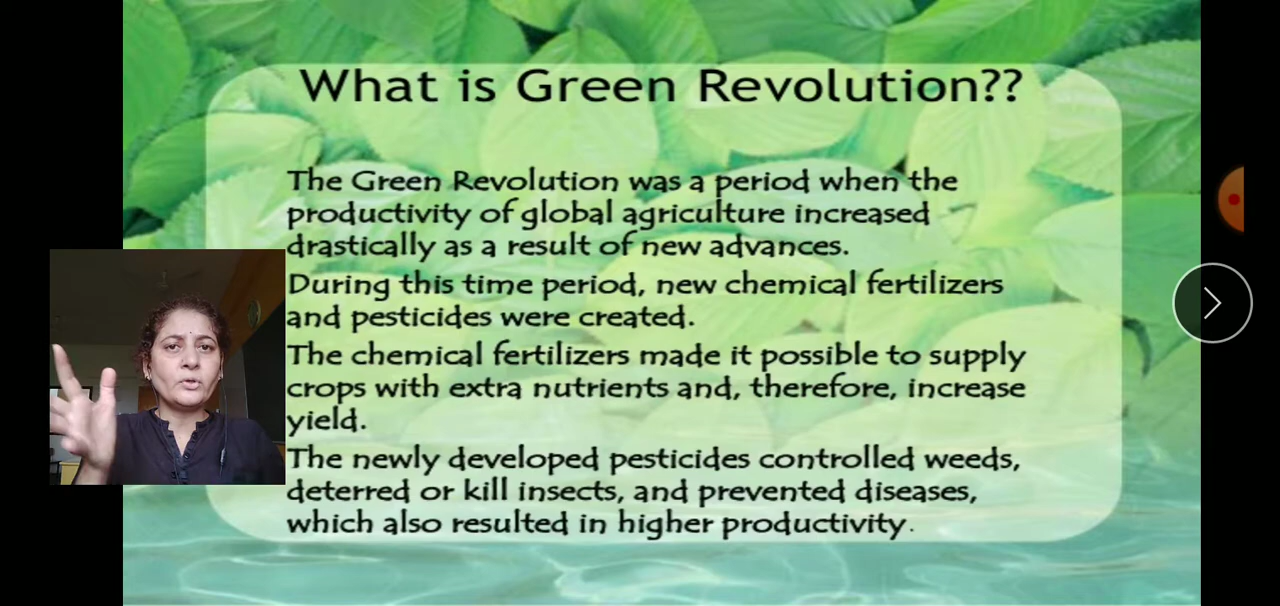 What is Green Revolution??
The Green Revolution was a period when the
productivity of global agriculture increased
drastically as a result of new advances.
During this time period, new chemical fertilizers
and pesticides were created.
The chemical fertilizers made it possible to supply
crops with extra nutrients and, therefore, increase
yield.
The newly developed pesticides controlled weeds,
deterred or kill insects, and prevented diseases,
which also resulted in higher productivity.